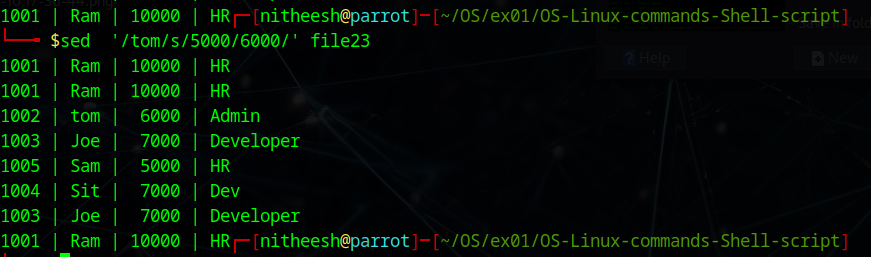 1001 | Ram | 10000 | HR┌─[nitheesh@parrot]─[~/OS/ex01/OS-Linux-commands-Shell-script]
└──╼ $sed  '/tom/s/5000/6000/' file23
1001 | Ram | 10000 | HR
1001 | Ram | 10000 | HR
1002 | tom |  6000 | Admin
1003 | Joe |  7000 | Developer
1005 | Sam |  5000 | HR
1004 | Sit |  7000 | Dev
1003 | Joe |  7000 | Developer
1001 | Ram | 10000 | HR┌─[nitheesh@parrot]─[~/OS/ex01/OS-Linux-commands-Shell-script]
Help
New